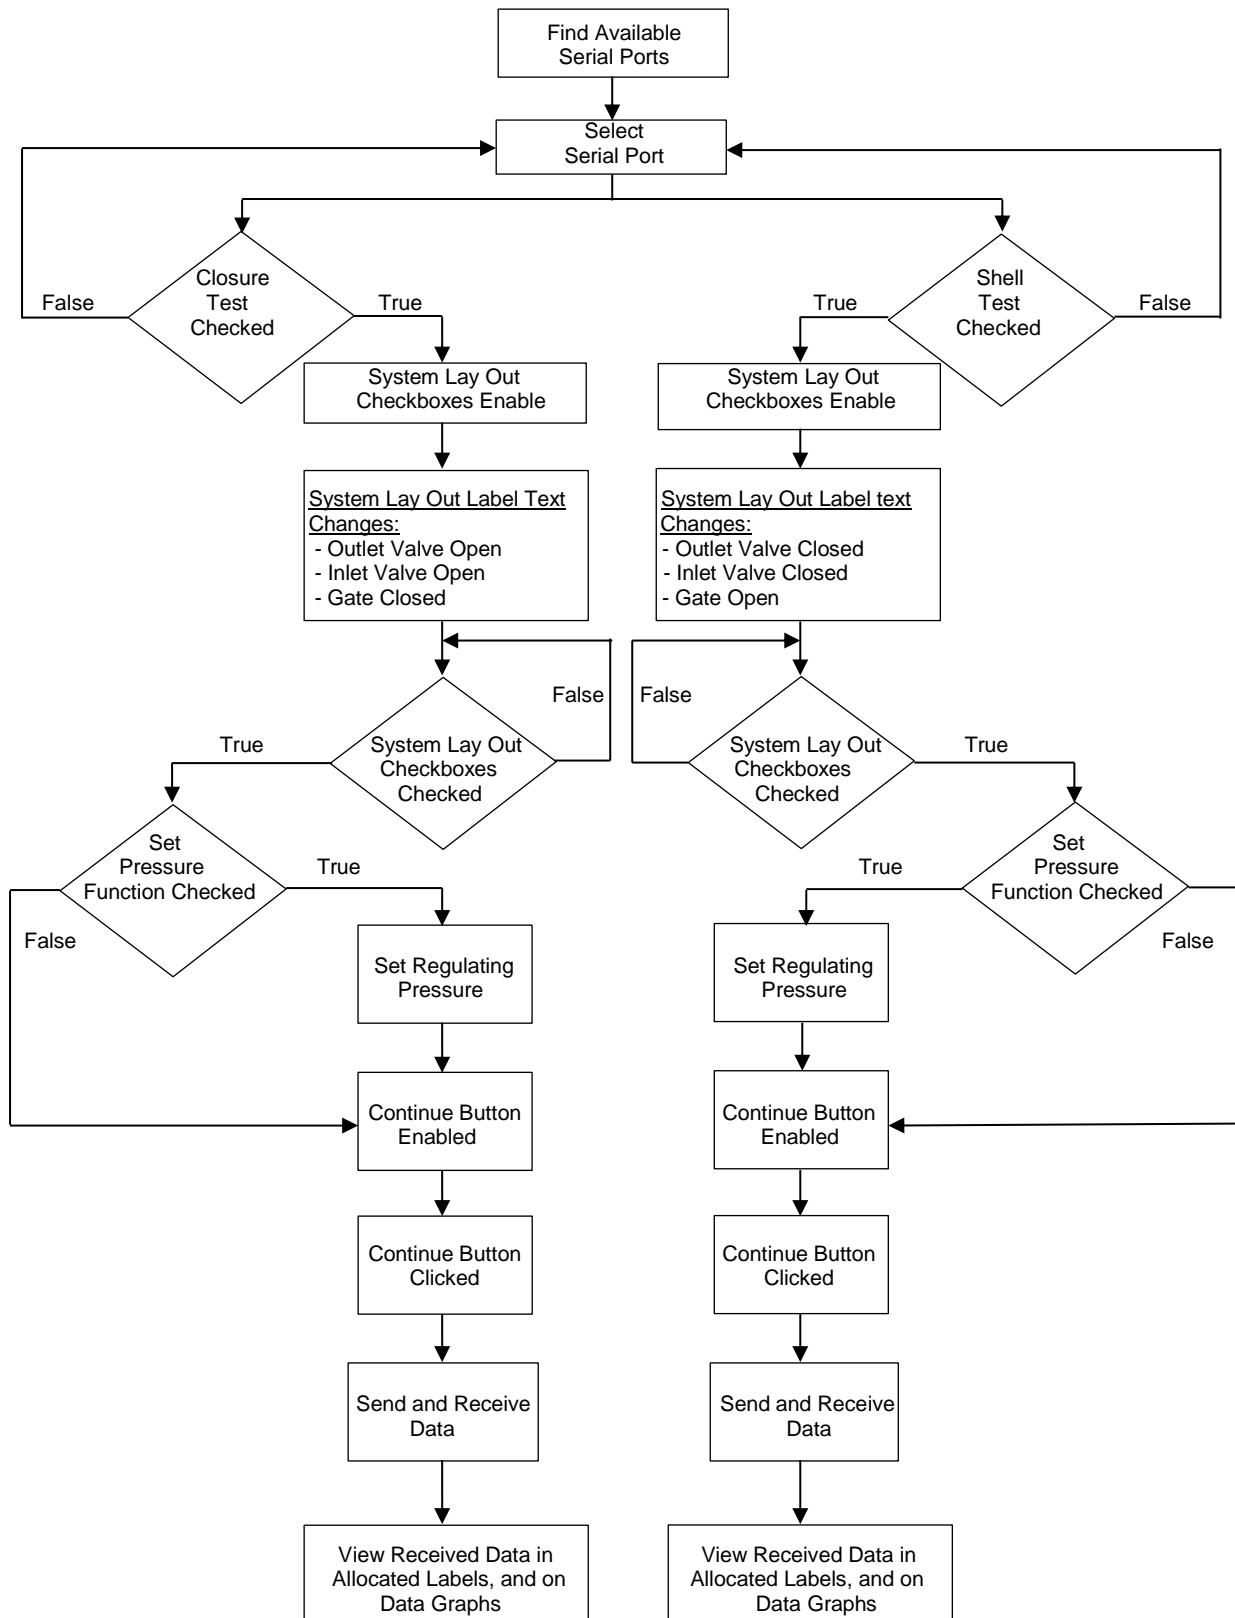 Find Available
Serial Ports
Select
Serial Port
Closure
Test
Checked
False
True
Shell
Test
Checked
True
False
System Lay Out
Checkboxes Enable
System Lay Out
Checkboxes Enable
System Lay Out Label Text
Changes:
- Outlet Valve Open
- Inlet Valve Open
- Gate Closed
System Lay Out Label text
Changes:
- Outlet Valve Closed
- Inlet Valve Closed
- Gate Open
False
False
True
System Lay Out
Checkboxes
Checked
System Lay Out
Checkboxes
Checked
True
Set
Pressure
Function Checked
True
False
Set
Pressure
Function Checked
True
False
Set Regulating
Pressure
Set Regulating
Pressure
Continue Button
Enabled
Continue Button
Enabled
Continue Button
Clicked
Continue Button
Clicked
Send and Receive
Data
Send and Receive
Data
View Received Data in
Allocated Labels, and on
Data Graphs
View Received Data in
Allocated Labels, and on
Data Graphs